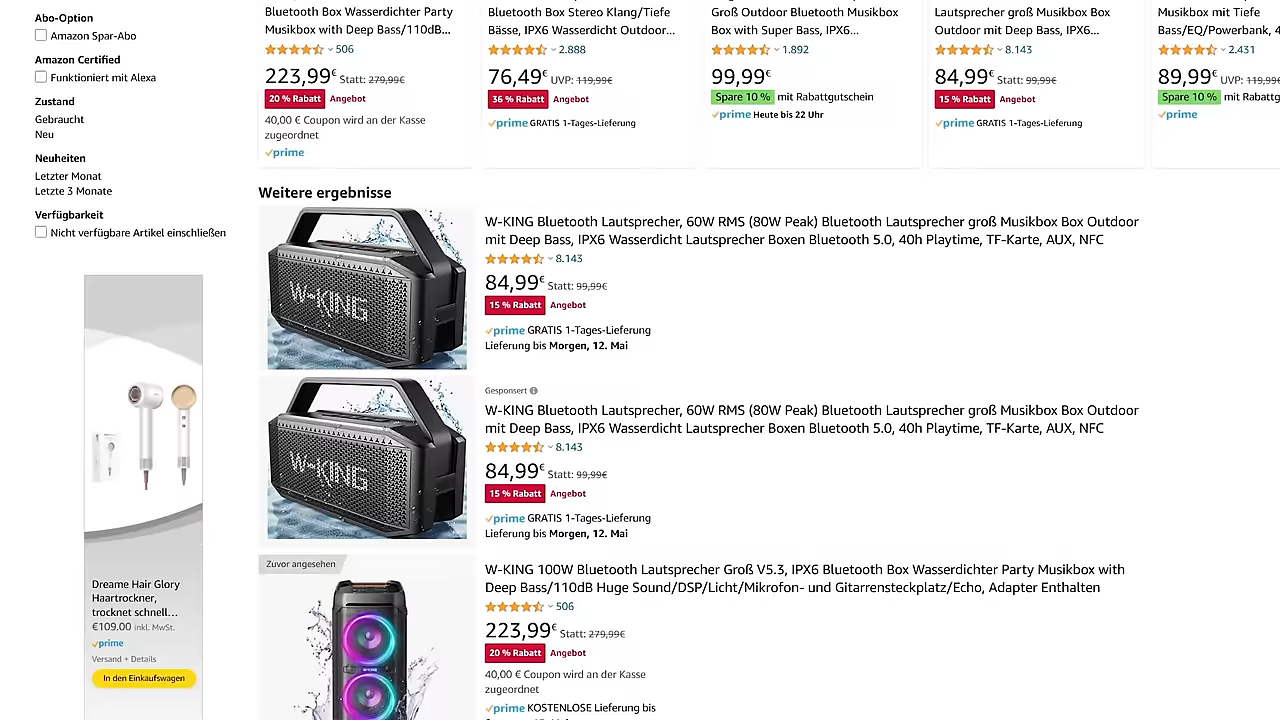 Abo-Option
Amazon Spar-Abo
Amazon Certified
Funktioniert mit Alexa
Zustand
Gebraucht
Neu
Neuheiten
Letzter Monat
Letzte 3 Monate
Verfügbarkeit
Nicht verfügbare Artikel einschließen
Dreame Hair Glory
Haartrockner,
trocknet schnell…
€109.00 inkl. MwSt.
prime
Versand + Details
In den Einkaufswagen
Bluetooth Box Wasserdichter Party
Musikbox with Deep Bass/110dB…
506
223,99€ Statt: 279,99€
20 % Rabatt Angebot
40,00 € Coupon wird an der Kasse
zugeordnet
prime
Bluetooth Box Stereo Klang/Tiefe
Bässe, IPX6 Wasserdicht Outdoor…
2.888
76,49€ UVP: 119,99€
36 % Rabatt Angebot
prime GRATIS 1-Tages-Lieferung
Groß Outdoor Bluetooth Musikbox
Box with Super Bass, IPX6…
1.892
99,99€
Spare 10 % mit Rabattgutschein
prime Heute bis 22 Uhr
Lautsprecher groß Musikbox Box
Outdoor mit Deep Bass, IPX6…
8.143
84,99€ Statt: 99,99€
15 % Rabatt Angebot
prime GRATIS 1-Tages-Lieferung
Musikbox mit Tiefe
Bass/EQ/Powerbank, 4
2.431
89,99€ UVP: 119,99€
Spare 10 % mit Rabattg
prime
Weitere ergebnisse
W-KING
W-KING Bluetooth Lautsprecher, 60W RMS (80W Peak) Bluetooth Lautsprecher groß Musikbox Box Outdoor
mit Deep Bass, IPX6 Wasserdicht Lautsprecher Boxen Bluetooth 5.0, 40h Playtime, TF-Karte, AUX, NFC
8.143
84,99€ Statt: 99,99€
15 % Rabatt Angebot
prime GRATIS 1-Tages-Lieferung
Lieferung bis Morgen, 12. Mai
W-KING
Gesponsert
W-KING Bluetooth Lautsprecher, 60W RMS (80W Peak) Bluetooth Lautsprecher groß Musikbox Box Outdoor
mit Deep Bass, IPX6 Wasserdicht Lautsprecher Boxen Bluetooth 5.0, 40h Playtime, TF-Karte, AUX, NFC
8.143
84,99€ Statt: 99,99€
15 % Rabatt Angebot
prime GRATIS 1-Tages-Lieferung
Lieferung bis Morgen, 12. Mai
Zuvor angesehen
W-KING 100W Bluetooth Lautsprecher Groß V5.3, IPX6 Bluetooth Box Wasserdichter Party Musikbox with
Deep Bass/110dB Huge Sound/DSP/Licht/Mikrofon- und Gitarrensteckplatz/Echo, Adapter Enthalten
506
223,99€ Statt: 279,99€
20 % Rabatt Angebot
40,00 € Coupon wird an der Kasse
zugeordnet
prime KOSTENLOSE Lieferung bis